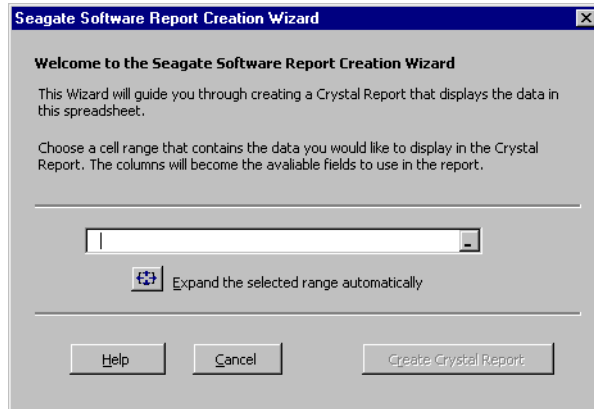 Seagate Software Report Creation Wizard
Welcome to the Seagate Software Report Creation Wizard
This Wizard will guide you through creating a Crystal Report that displays the data in
this spreadsheet.
Choose a cell range that contains the data you would like to display in the Crystal
Report. The columns will become the avaliable fields to use in the report.
Expand the selected range automatically
Help
Cancel
Create Crystal Report